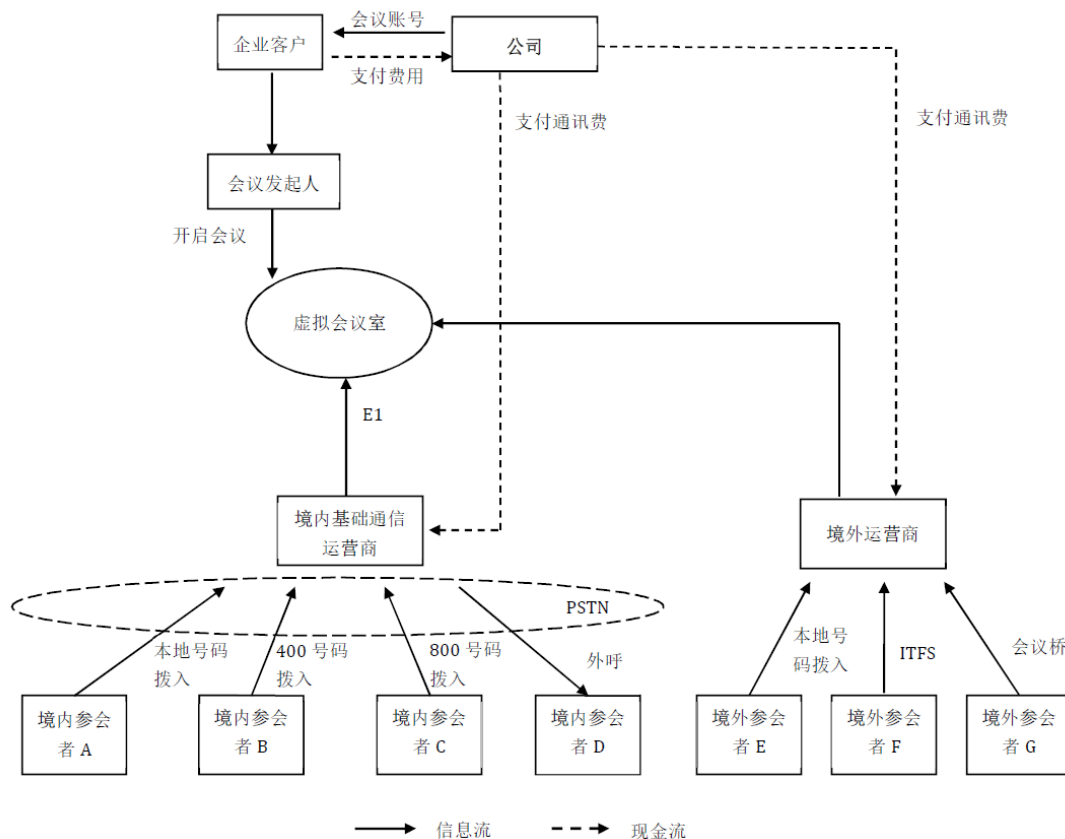 会议账号
企业客户
公司
支付费用
支付通讯费
支付通讯费
会议发起人
开启会议
虚拟会议室
E1
境内基础通信
运营商
境外运营商
PSTN
本地号码
拨入
400 号码
拨入
800 号码
拨入
外呼
本地号
码拨入
ITFS
会议桥
境内参会
者 A
境内参会
者 B
境内参会
者 C
境内参会
者 D
境外参会
者 E
境外参会
者 F
境外参会
者 G
信息流
现金流